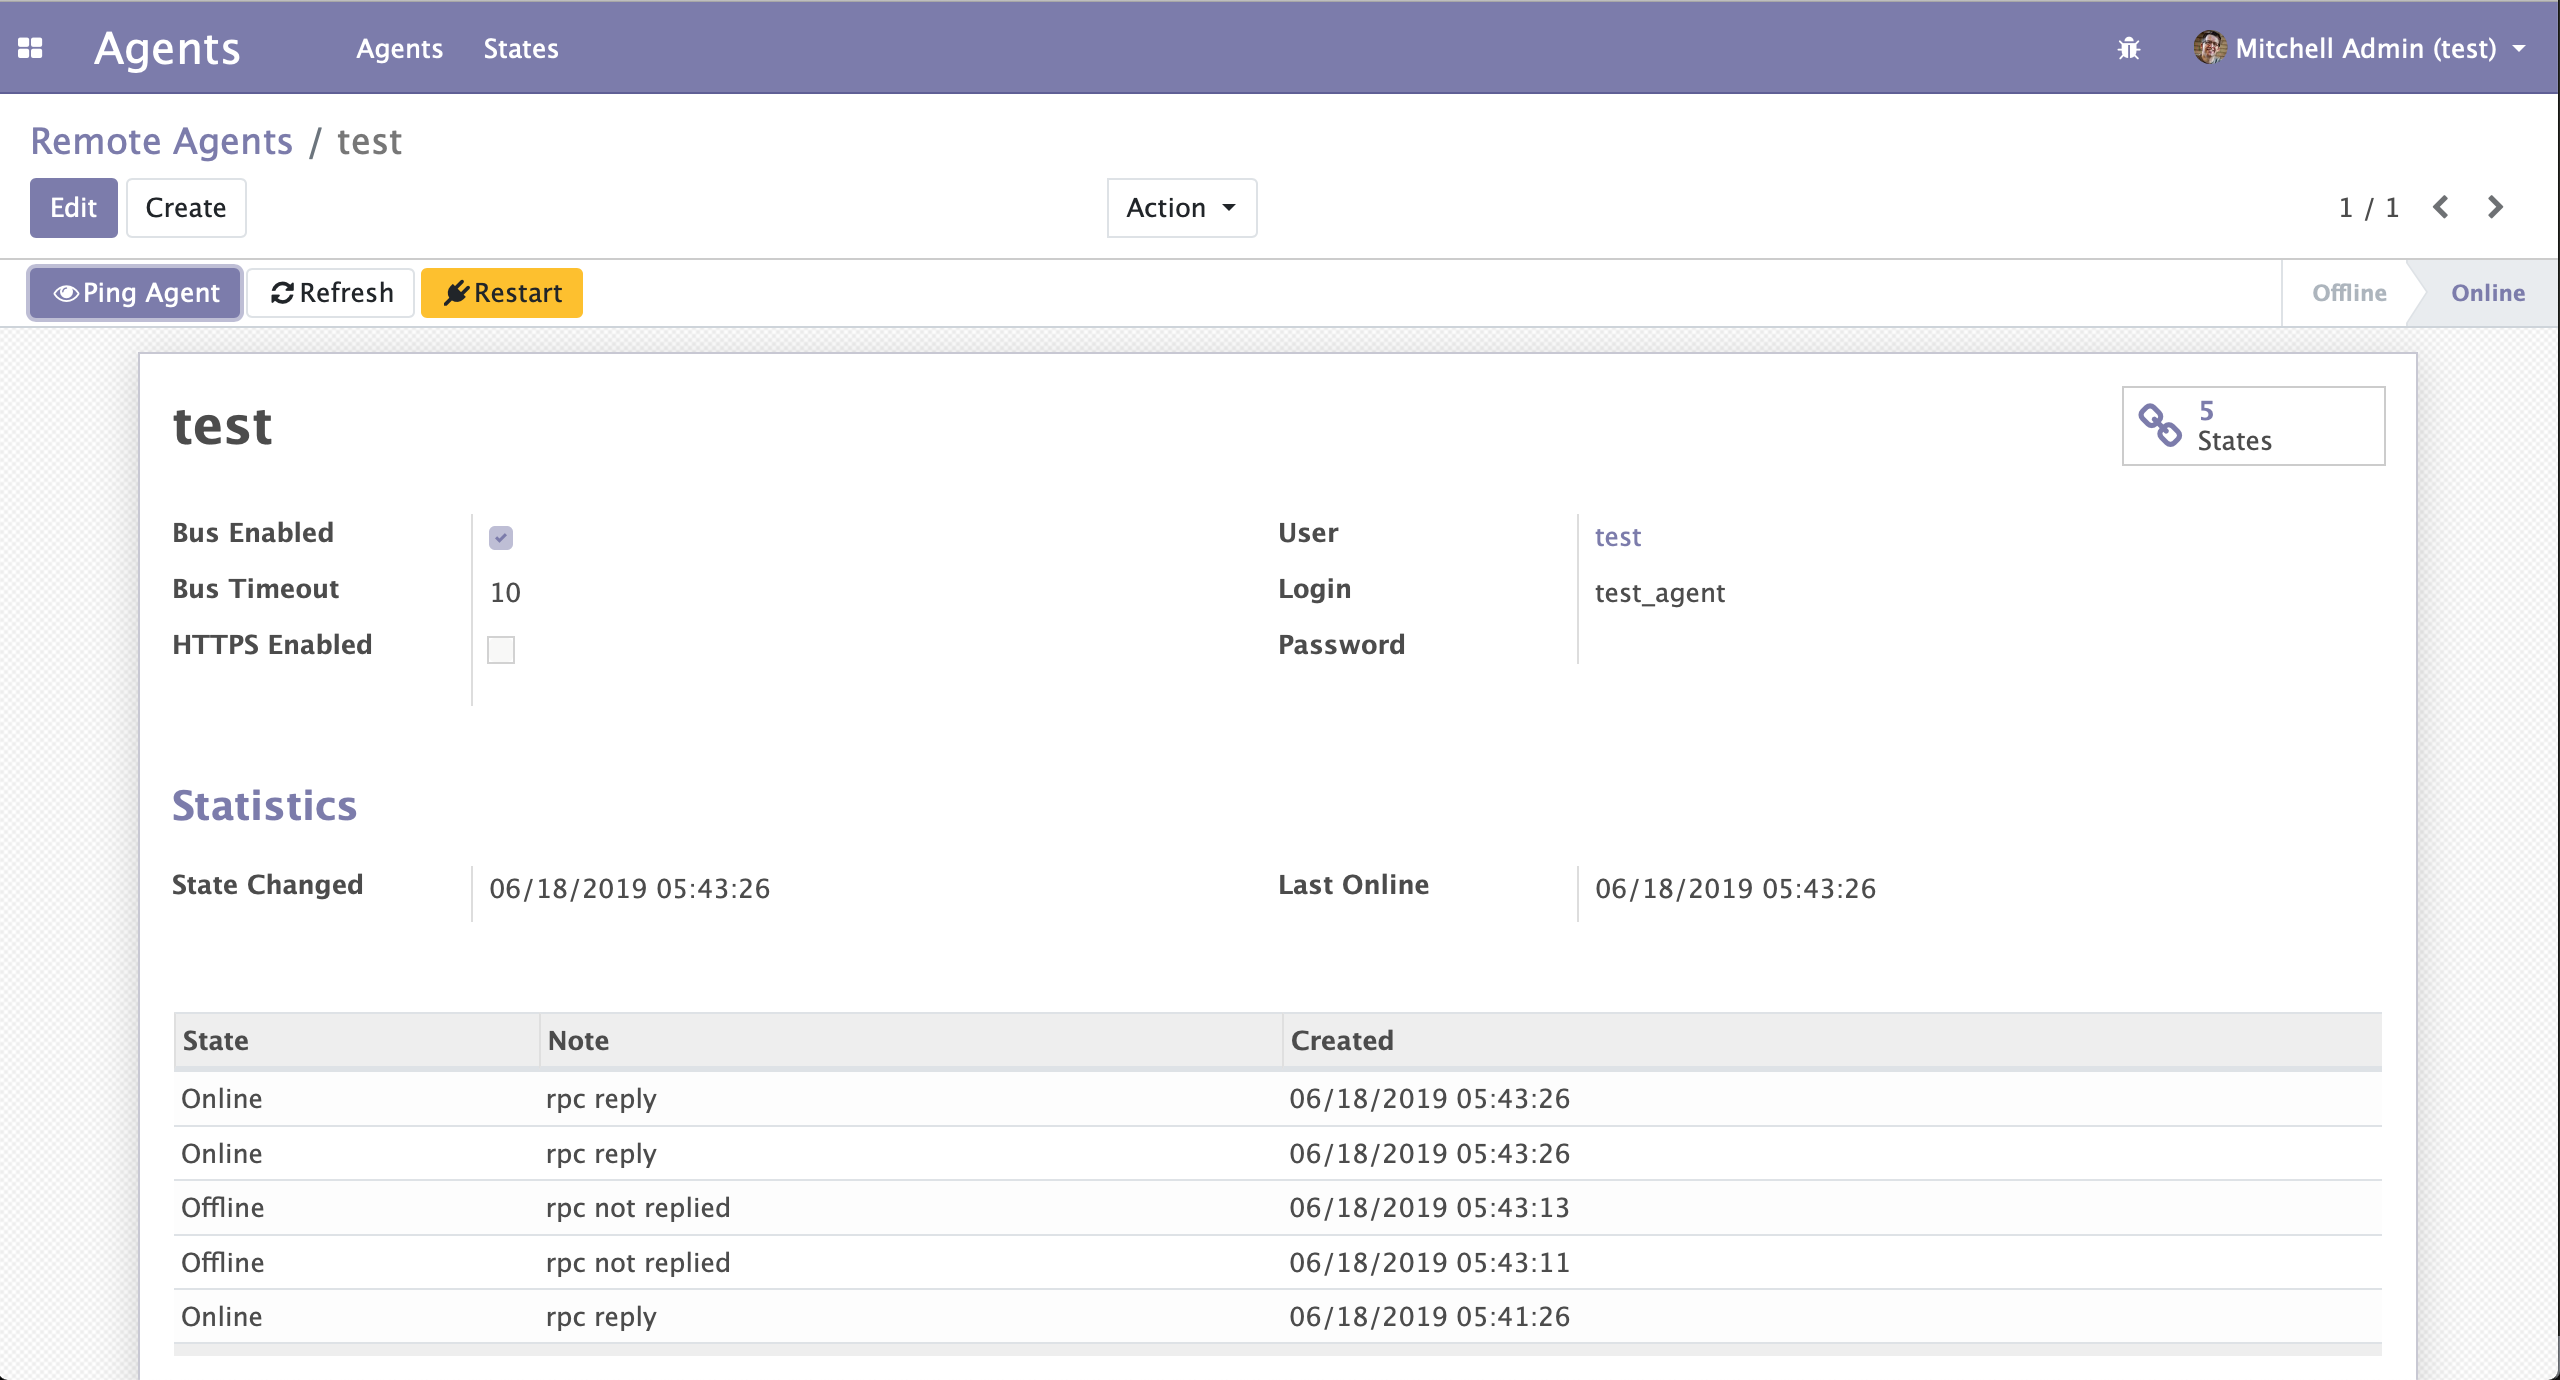 Agents Agents States Mitchell Admin (test)
Remote Agents / test
Edit Create Action 1 / 1
Ping Agent Refresh Restart Offline Online
test
5
States
Bus Enabled User test
Bus Timeout 10 Login test_agent
HTTPS Enabled Password
Statistics
State Changed 06/18/2019 05:43:26 Last Online 06/18/2019 05:43:26
State Note Created
Online rpc reply 06/18/2019 05:43:26
Online rpc reply 06/18/2019 05:43:26
Offline rpc not replied 06/18/2019 05:43:13
Offline rpc not replied 06/18/2019 05:43:11
Online rpc reply 06/18/2019 05:41:26